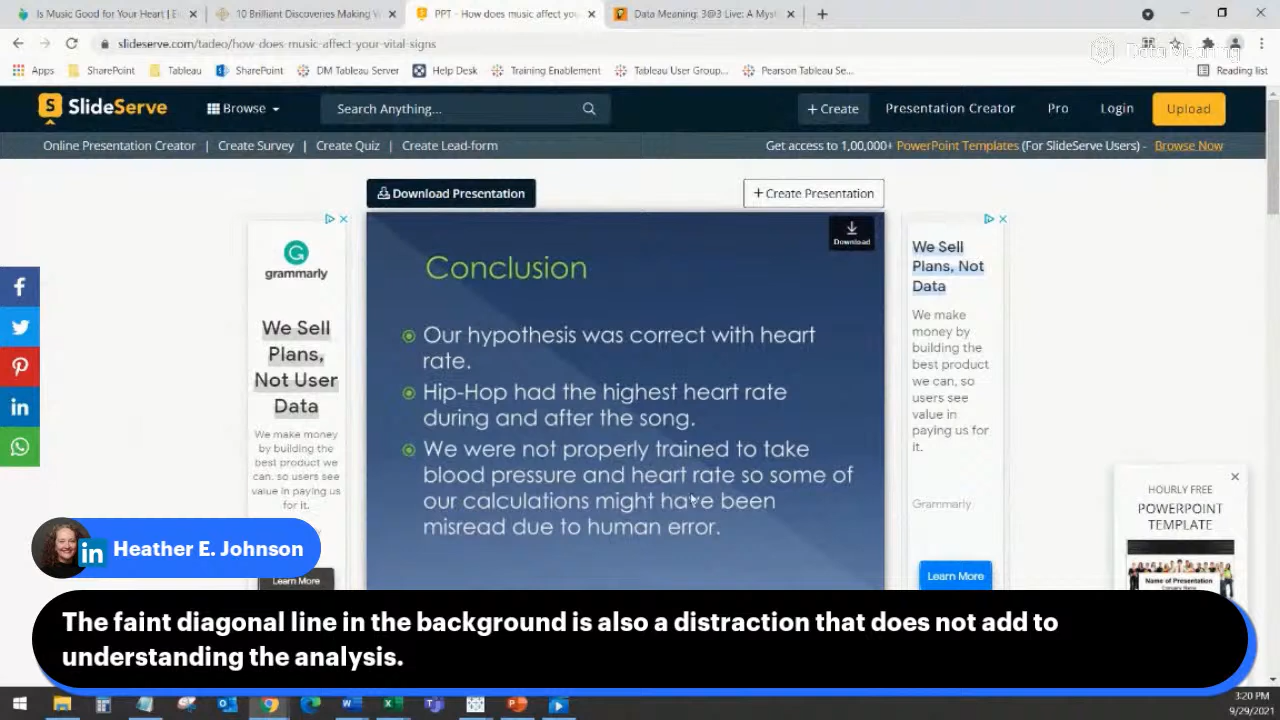 Is Music Good for Your Heart | E
10 Brilliant Discoveries Making W
PPT - How does music affect you
Data Meaning: 3@3 Live: A Myst
slideserve.com/tadeo/how-does-music-affect-your-vital-signs
Data Meaning
Apps SharePoint Tableau SharePoint DM Tableau Server Help Desk Training Enablement Tableau User Group... Pearson Tableau Se... Reading list
SlideServe Browse Search Anything... + Create Presentation Creator Pro Login Upload
Online Presentation Creator | Create Survey | Create Quiz | Create Lead-form Get access to 1,00,000+ PowerPoint Templates (For SlideServe Users) - Browse Now
Download Presentation
+ Create Presentation
Download
Conclusion
Our hypothesis was correct with heart
rate.
Hip-Hop had the highest heart rate
during and after the song.
We were not properly trained to take
blood pressure and heart rate so some of
our calculations might have been
misread due to human error.
grammarly
We Sell
Plans,
Not User
Data
We make money
by building the
best product we
can, so users see
value in paying us
for it.
Learn More
We Sell
Plans, Not
Data
We make
money by
building the
best product
we can, so
users see
value in
paying us for
it.
Grammarly
Learn More
HOURLY FREE
POWERPOINT
TEMPLATE
Name of Presentation
Heather E. Johnson
The faint diagonal line in the background is also a distraction that does not add to
understanding the analysis.
3:20 PM
9/29/2021